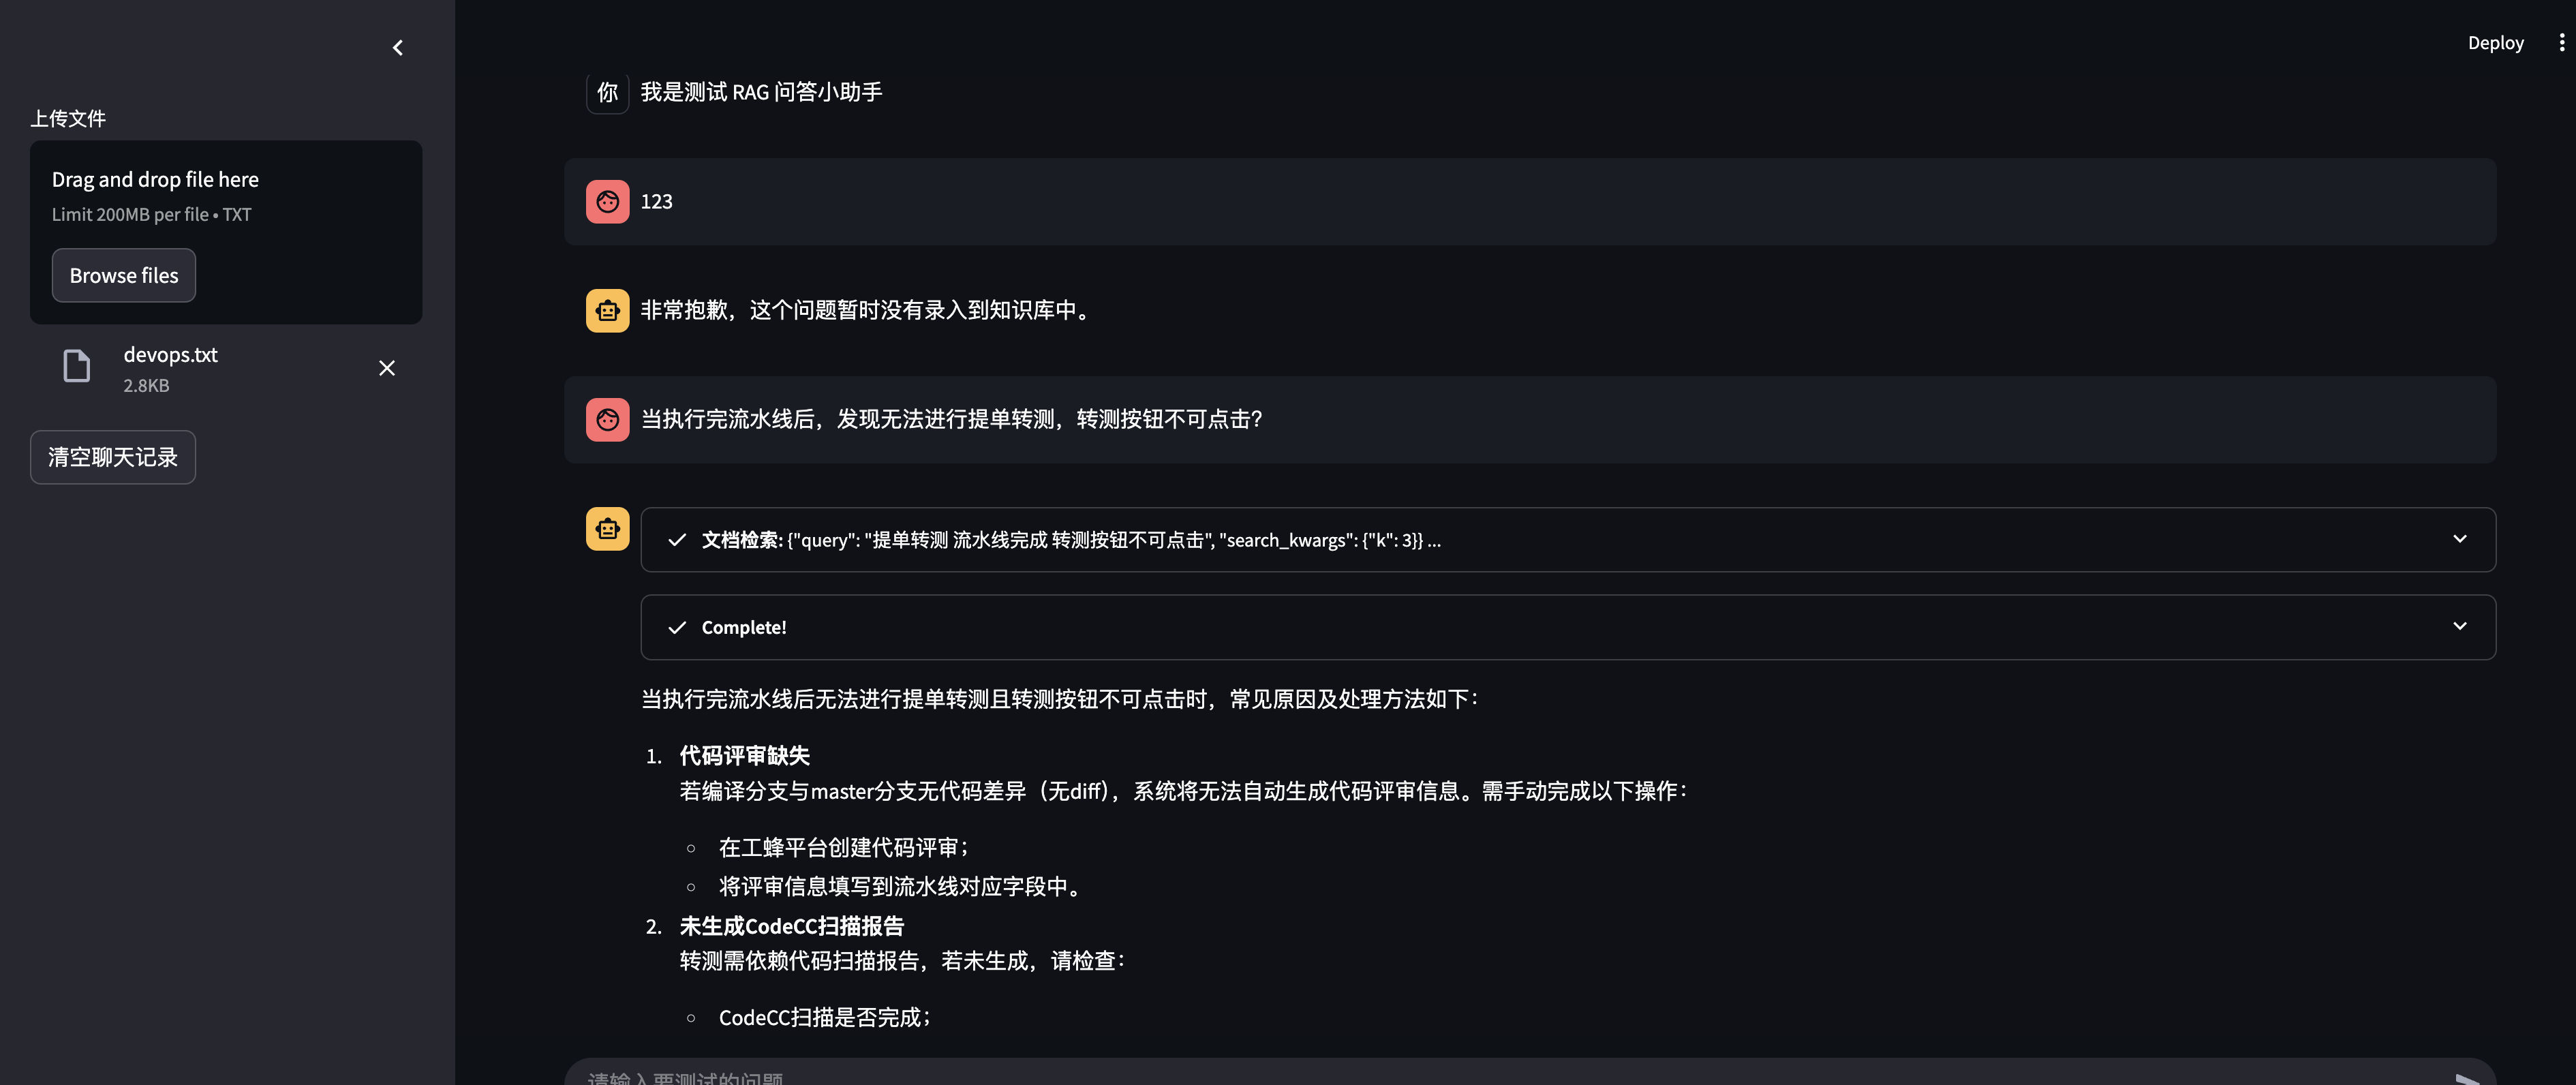 Deploy
上传文件
Drag and drop file here
Limit 200MB per file • TXT
Browse files
devops.txt
2.8KB
清空聊天记录
你
我是测试 RAG 问答小助手
123
非常抱歉，这个问题暂时没有录入到知识库中。
当执行完流水线后，发现无法进行提单转测，转测按钮不可点击？
文档检索: {"query": "提单转测 流水线完成 转测按钮不可点击", "search_kwargs": {"k": 3}} ...
Complete!
当执行完流水线后无法进行提单转测且转测按钮不可点击时，常见原因及处理方法如下：
1. 代码评审缺失
若编译分支与master分支无代码差异（无diff），系统将无法自动生成代码评审信息。需手动完成以下操作：
○ 在工蜂平台创建代码评审；
○ 将评审信息填写到流水线对应字段中。
2. 未生成CodeCC扫描报告
转测需依赖代码扫描报告，若未生成，请检查：
○ CodeCC扫描是否完成；
请输入要测试的问题